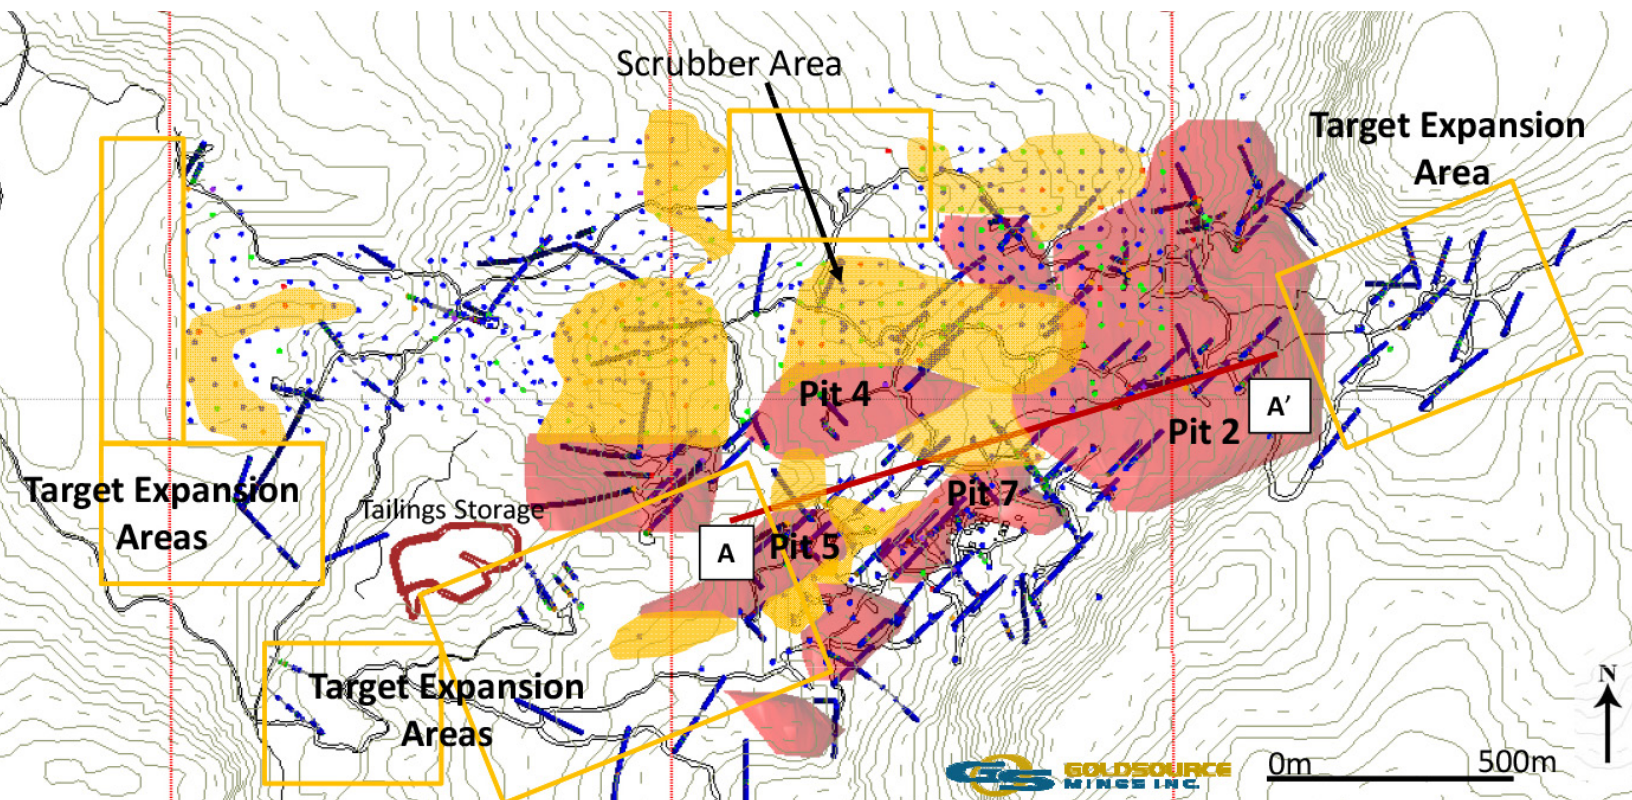 Scrubber Area
Target Expansion
Area
Pit 4
A’
Pit 2
Target Expansion
Areas
Tailings Storage
Pit 7
A
Pit 5
Target Expansion
Areas
N
GS GOLDSOURCE
MINES INC.
0m 500m